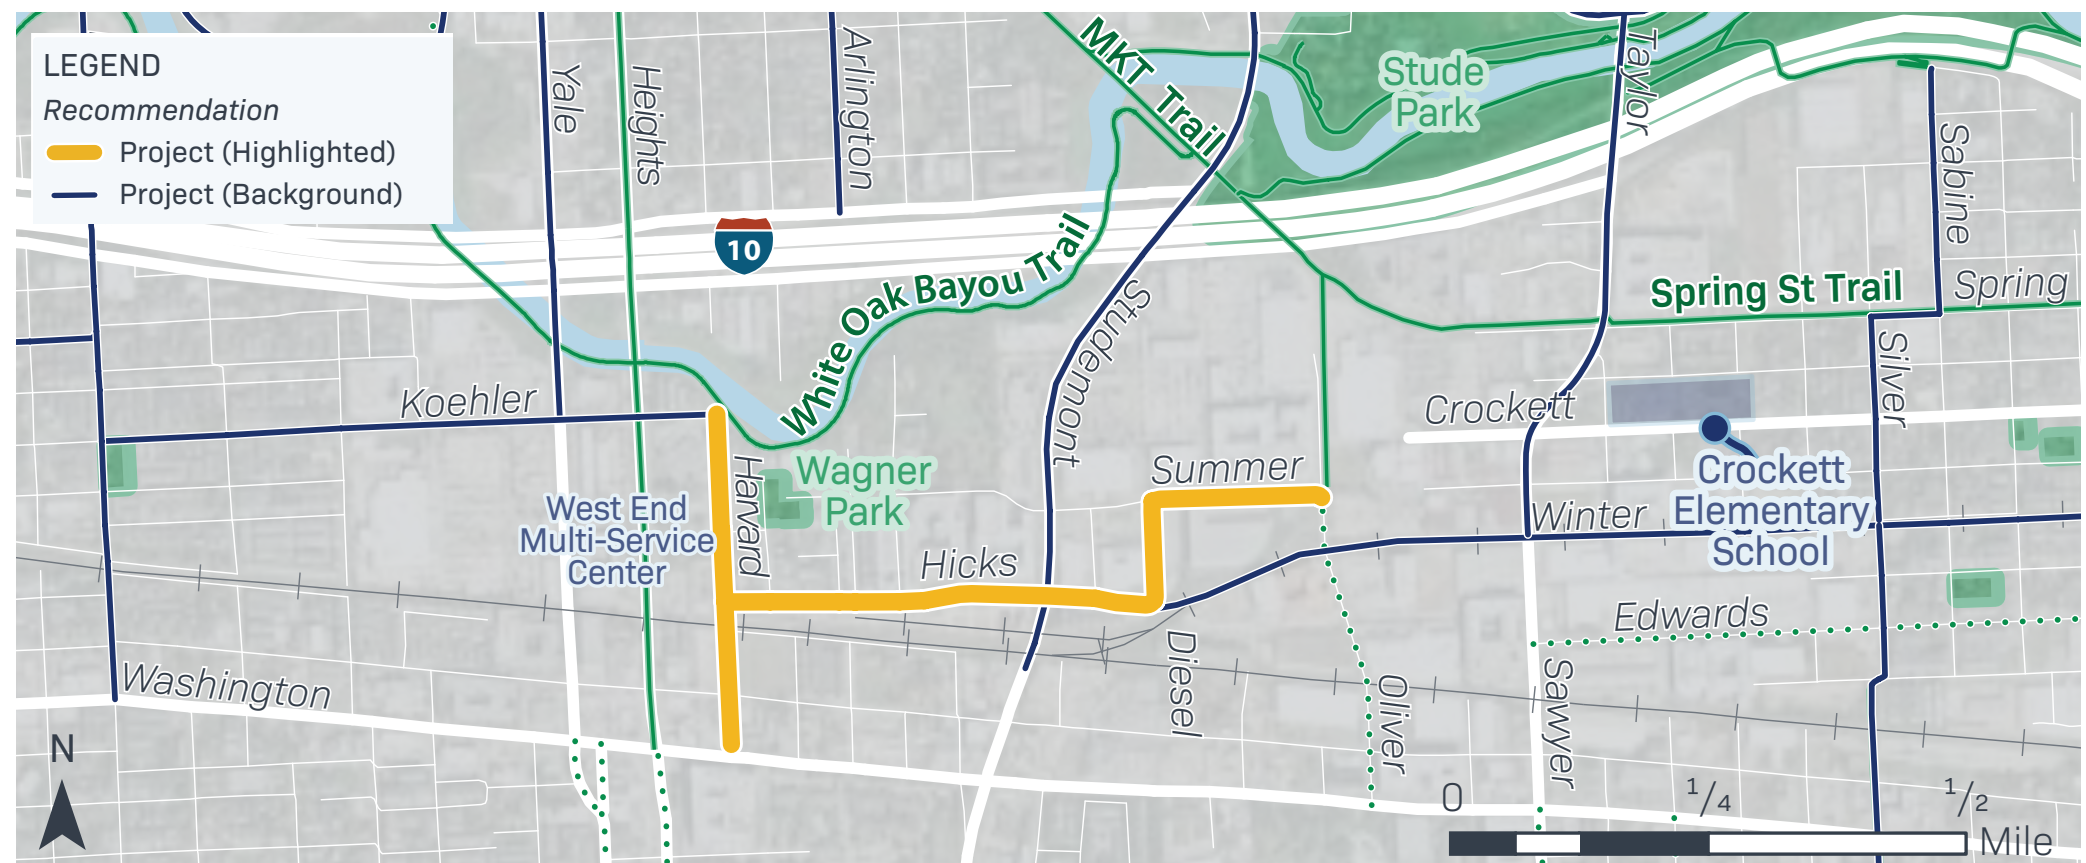 LEGEND
Recommendation
Project (Highlighted)
Project (Background)
Yale
Heights
Arlington
MKT Trail
Stude
Park
Taylor
Sabine
10
White Oak Bayou Trail
Studemont
Spring St Trail
Spring
Silver
Koehler
Crockett
Harvard
Wagner
Park
Summer
Crockett
Elementary
School
West End
Multi-Service
Center
Winter
Hicks
Edwards
Washington
Diesel
Oliver
Sawyer
N
0
1/4
1/2
Mile